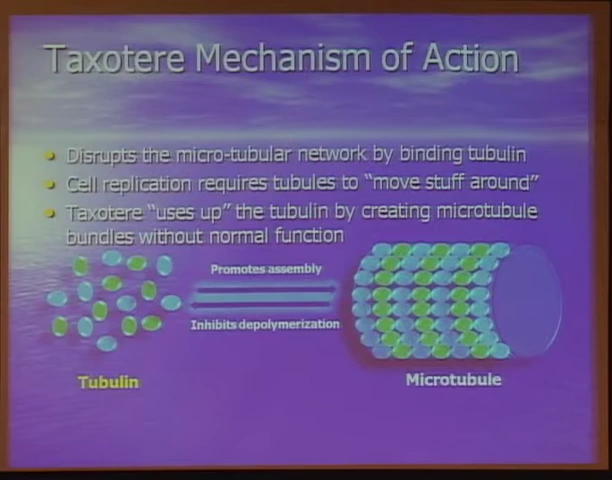 Taxotere Mechanism of Action
Disrupts the micro-tubular network by binding tubulin
Cell replication requires tubules to “move stuff around”
Taxotere “uses up” the tubulin by creating microtubule
bundles without normal function
Promotes assembly
Inhibits depolymerization
Tubulin
Microtubule